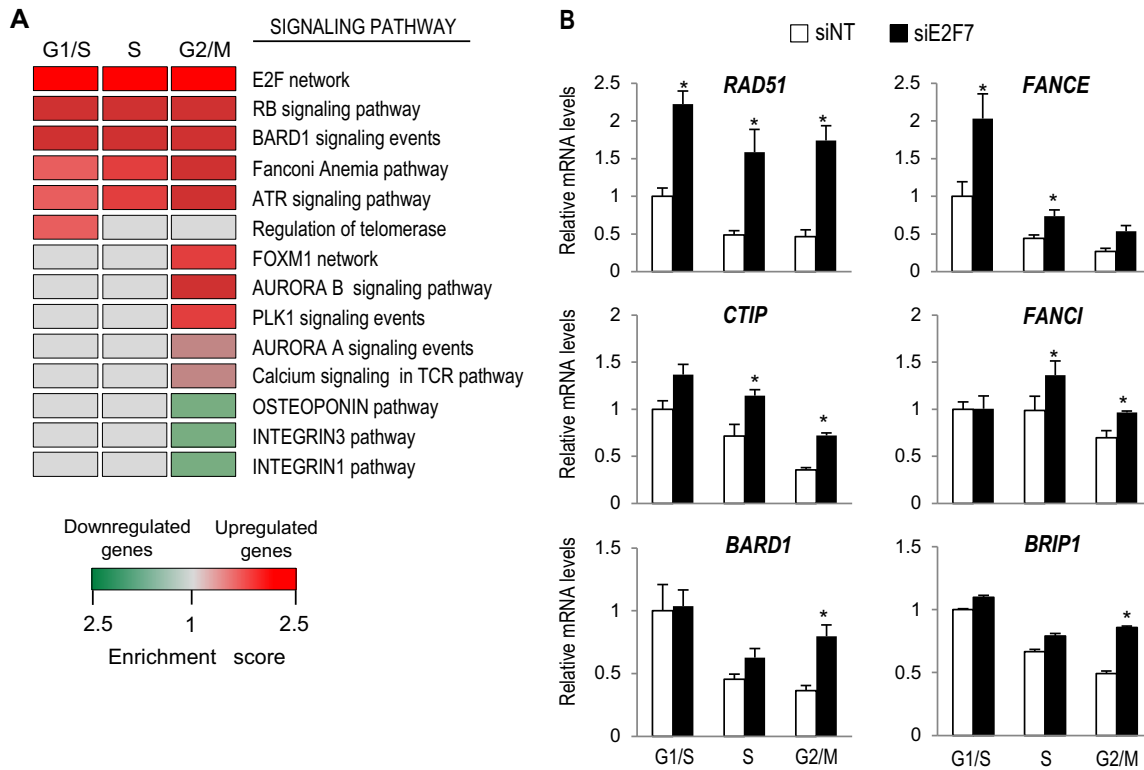 A
SIGNALING PATHWAY
G1/S S G2/M
E2F network
RB signaling pathway
BARD1 signaling events
Fanconi Anemia pathway
ATR signaling pathway
Regulation of telomerase
FOXM1 network
AURORA B signaling pathway
PLK1 signaling events
AURORA A signaling events
Calcium signaling in TCR pathway
OSTEOPONIN pathway
INTEGRIN3 pathway
INTEGRIN1 pathway
Downregulated genes
Upregulated genes
2.5 1 2.5
Enrichment score
B
siNT siE2F7
RAD51
Relative mRNA levels
2.5
2
1.5
1
0.5
0
* * *
FANCE
2.5
2
1.5
1
0.5
0
* *
CTIP
Relative mRNA levels
2
1.5
1
0.5
0
* *
FANCI
2
1.5
1
0.5
0
* *
BARD1
Relative mRNA levels
1.5
1
0.5
0
*
G1/S S G2/M
BRIP1
1.5
1
0.5
0
*
G1/S S G2/M